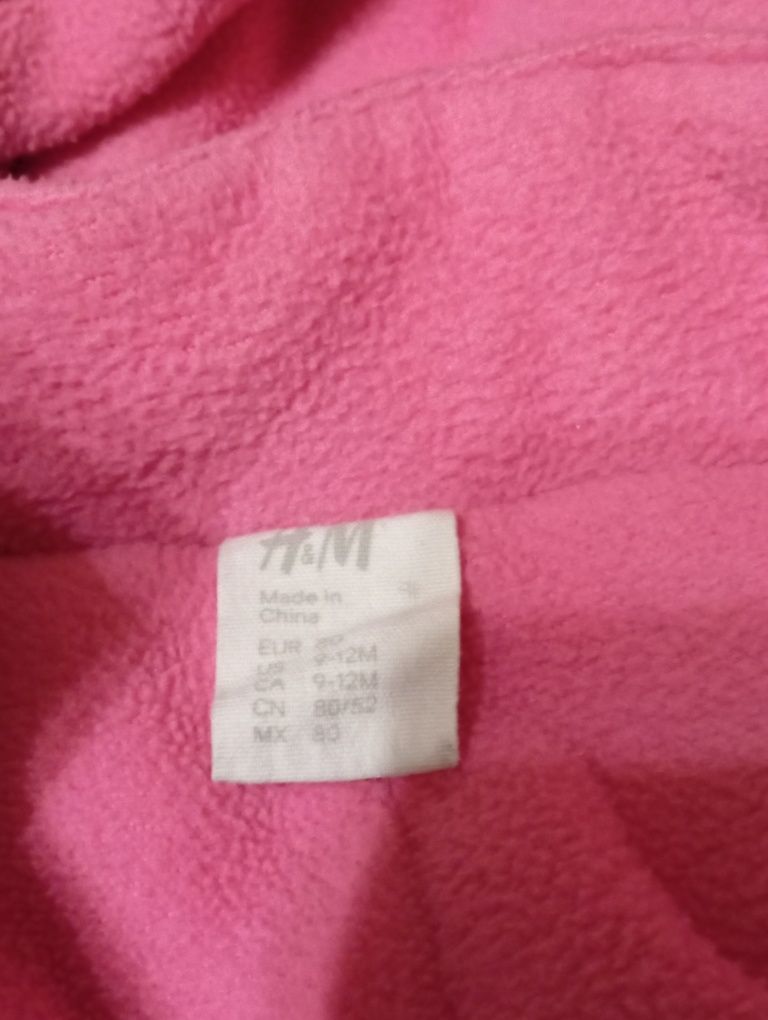 H&M
Made in
China
EUR 80
US 9-12M
CA 9-12M
CN 80/52
MX 80